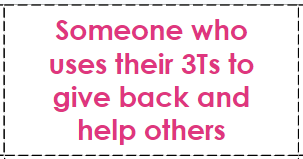 Someone who
uses their 3Ts to
give back and
help others